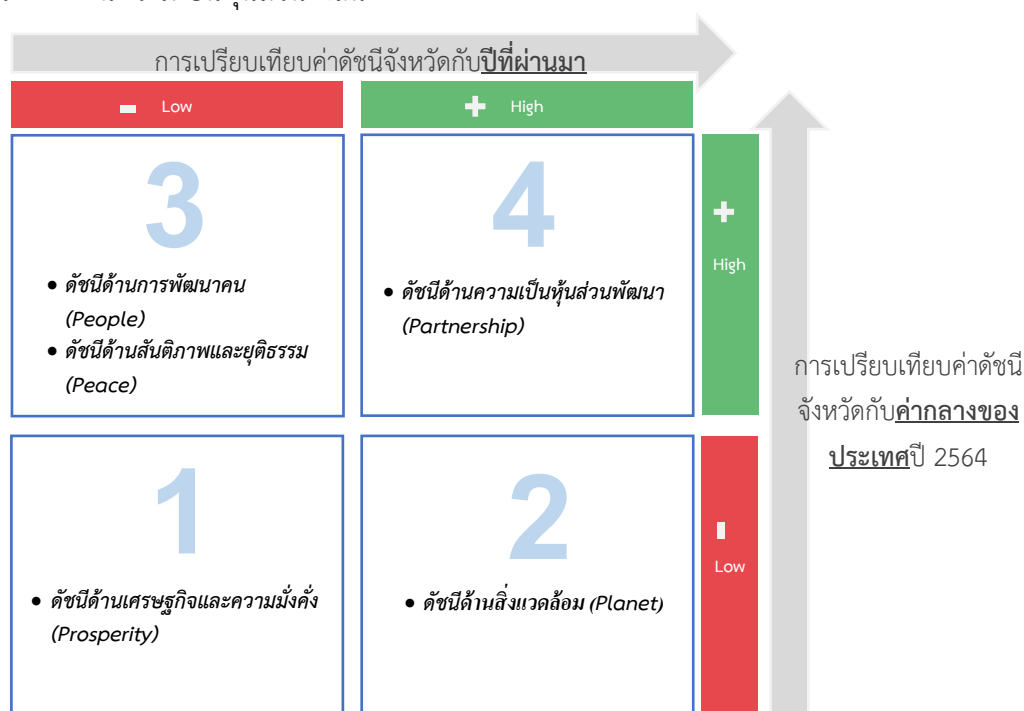 การเปรียบเทียบค่าดัชนีจังหวัดกับปีที่ผ่านมา
- Low
+ High
3
• ดัชนีด้านการพัฒนาคน
(People)
• ดัชนีด้านสันติภาพและยุติธรรม
(Peace)
4
• ดัชนีด้านความเป็นหุ้นส่วนพัฒนา
(Partnership)
+
High
การเปรียบเทียบค่าดัชนี
จังหวัดกับค่ากลางของ
ประเทศปี 2564
1
• ดัชนีด้านเศรษฐกิจและความมั่งคั่ง
(Prosperity)
2
• ดัชนีด้านสิ่งแวดล้อม (Planet)
-
Low